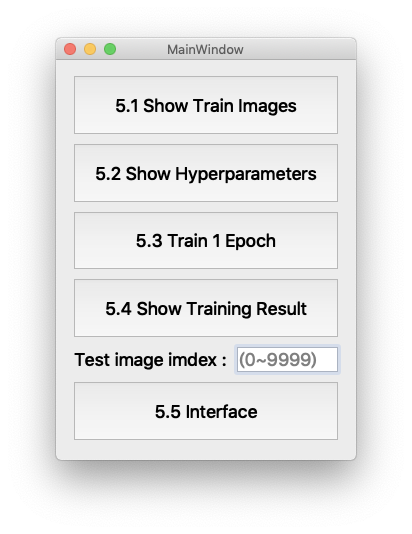 MainWindow
5.1 Show Train Images
5.2 Show Hyperparameters
5.3 Train 1 Epoch
5.4 Show Training Result
Test image imdex : (0~9999)
5.5 Interface